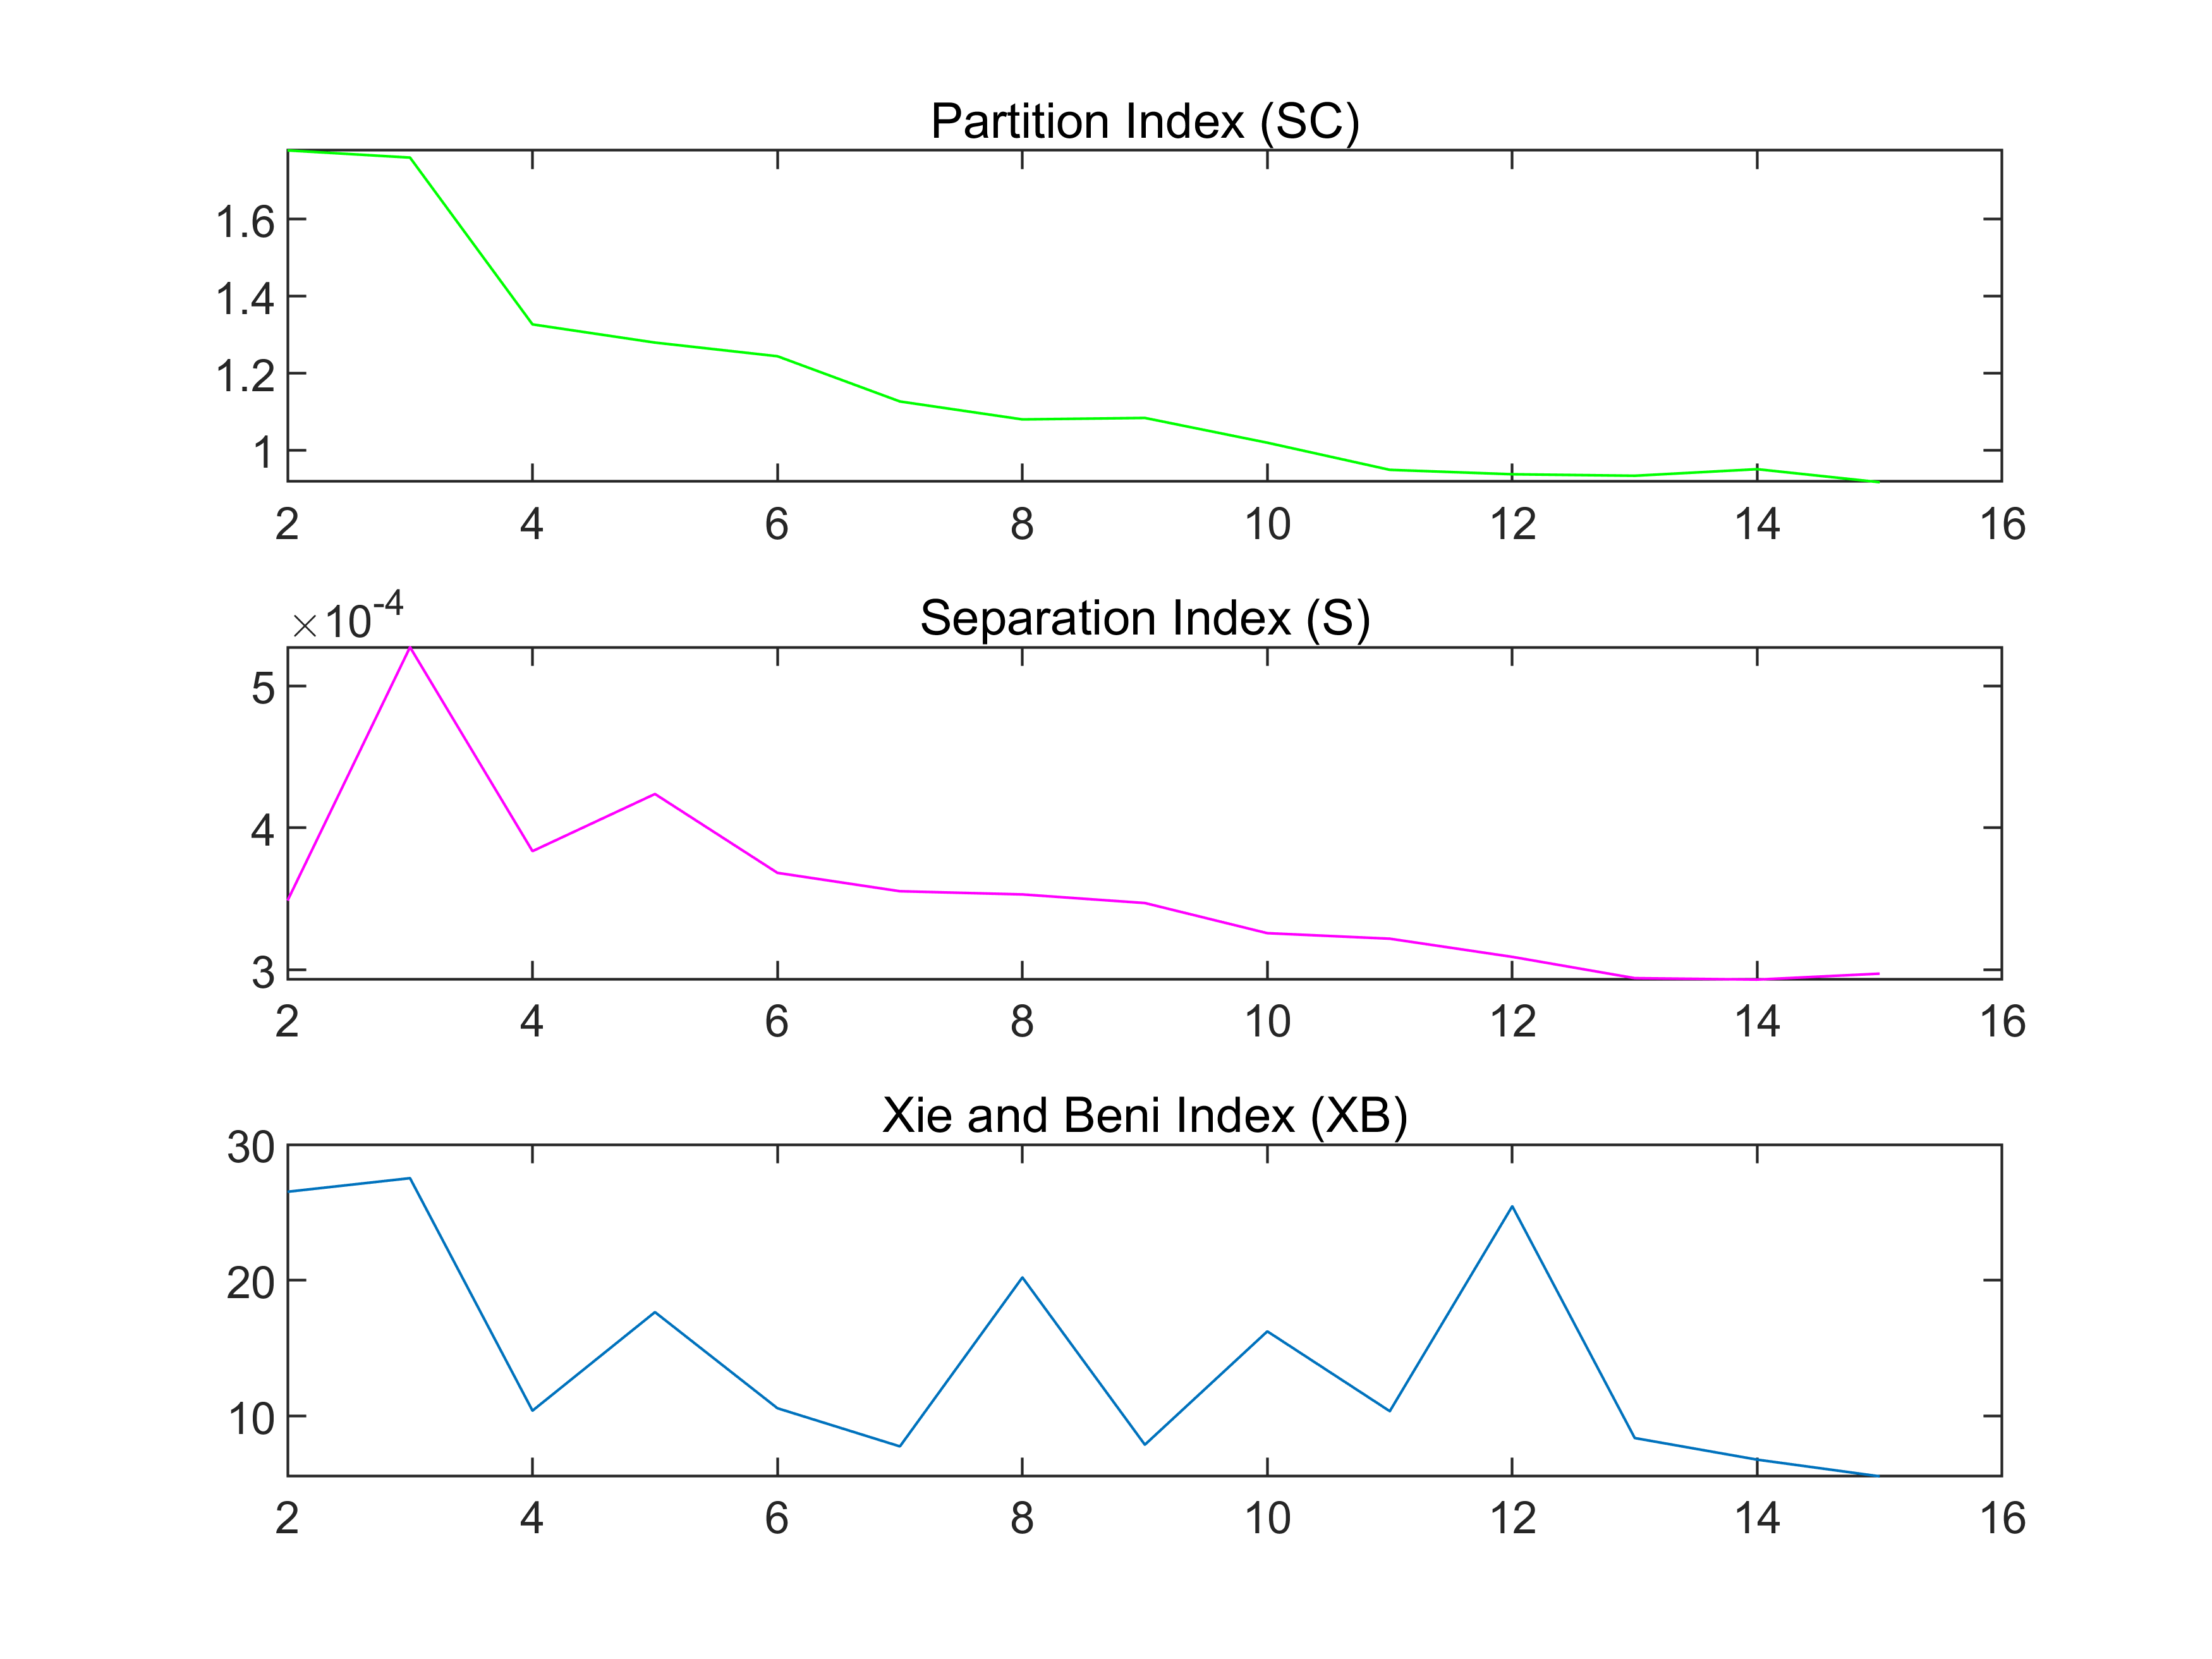 Partition Index (SC)
1.6
1.4
1.2
1
2 4 6 8 10 12 14 16
×10-4
Separation Index (S)
5
4
3
2 4 6 8 10 12 14 16
Xie and Beni Index (XB)
30
20
10
2 4 6 8 10 12 14 16